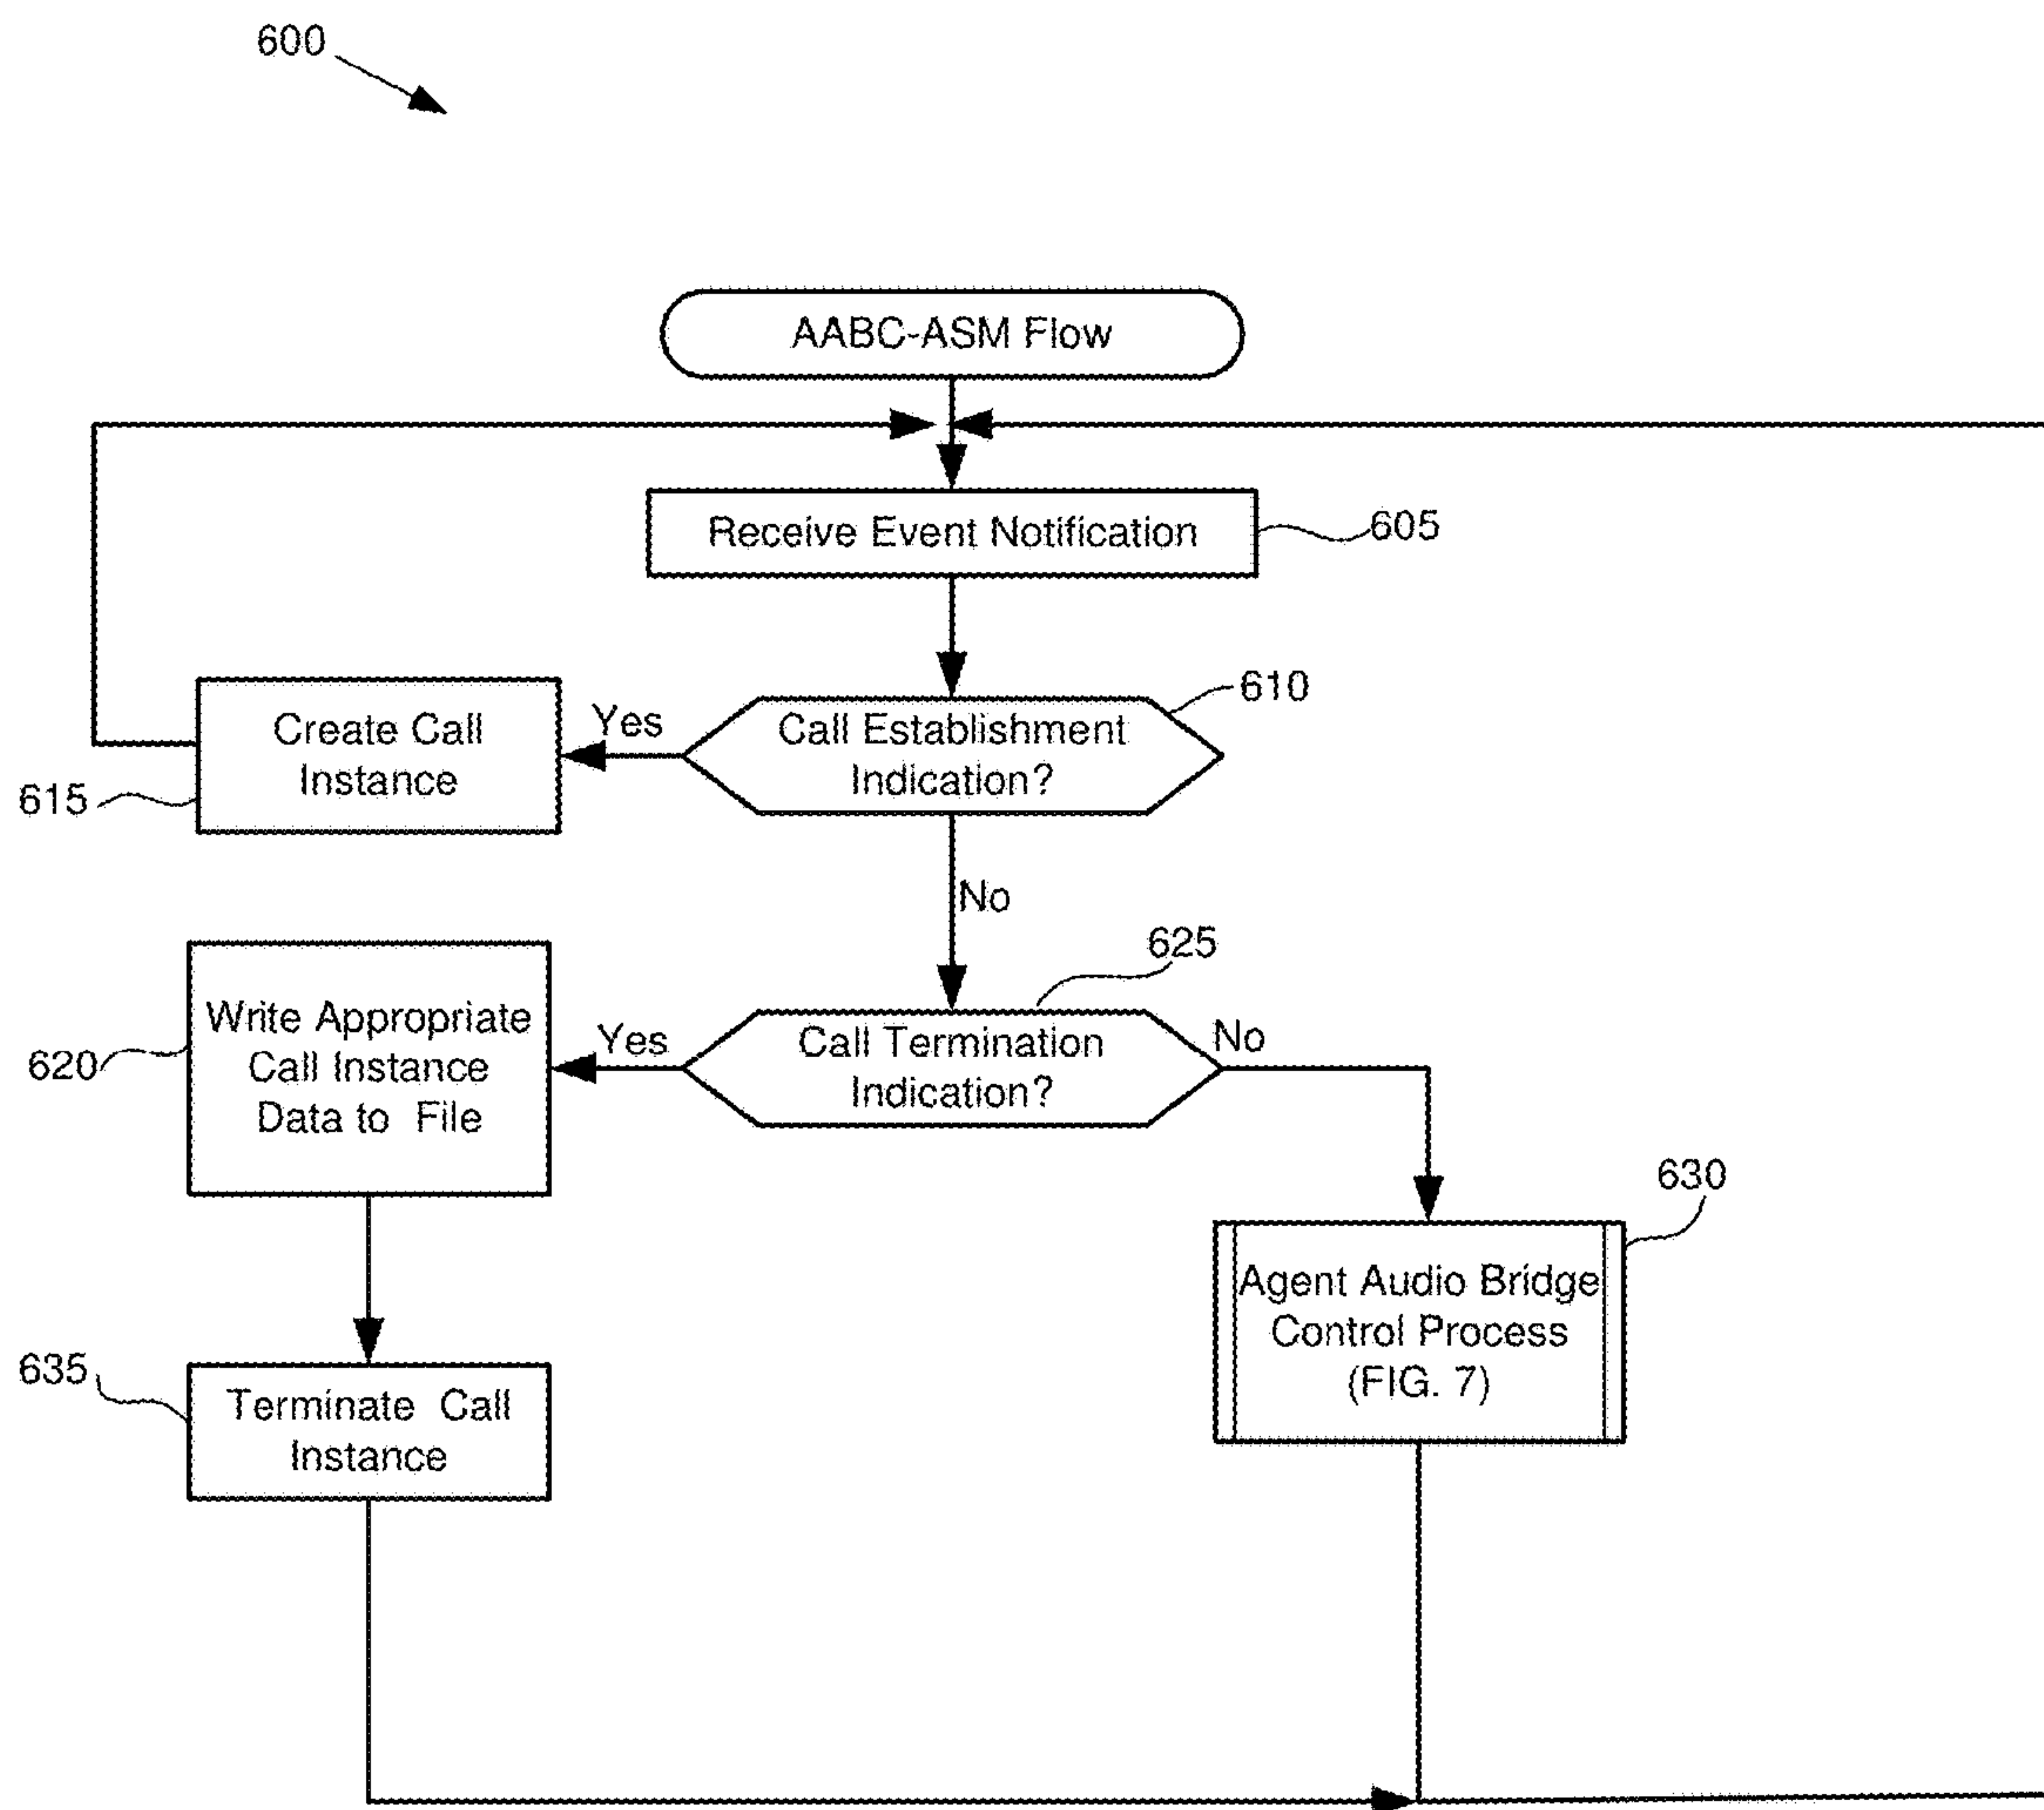 600
AABC-ASM Flow
Receive Event Notification
605
610
Create Call
Instance
Yes
Call Establishment
Indication?
615
No
625
Write Appropriate
Call Instance
Data to File
620
Yes
Call Termination
Indication?
No
630
Agent Audio Bridge
Control Process
(FIG. 7)
635
Terminate Call
Instance